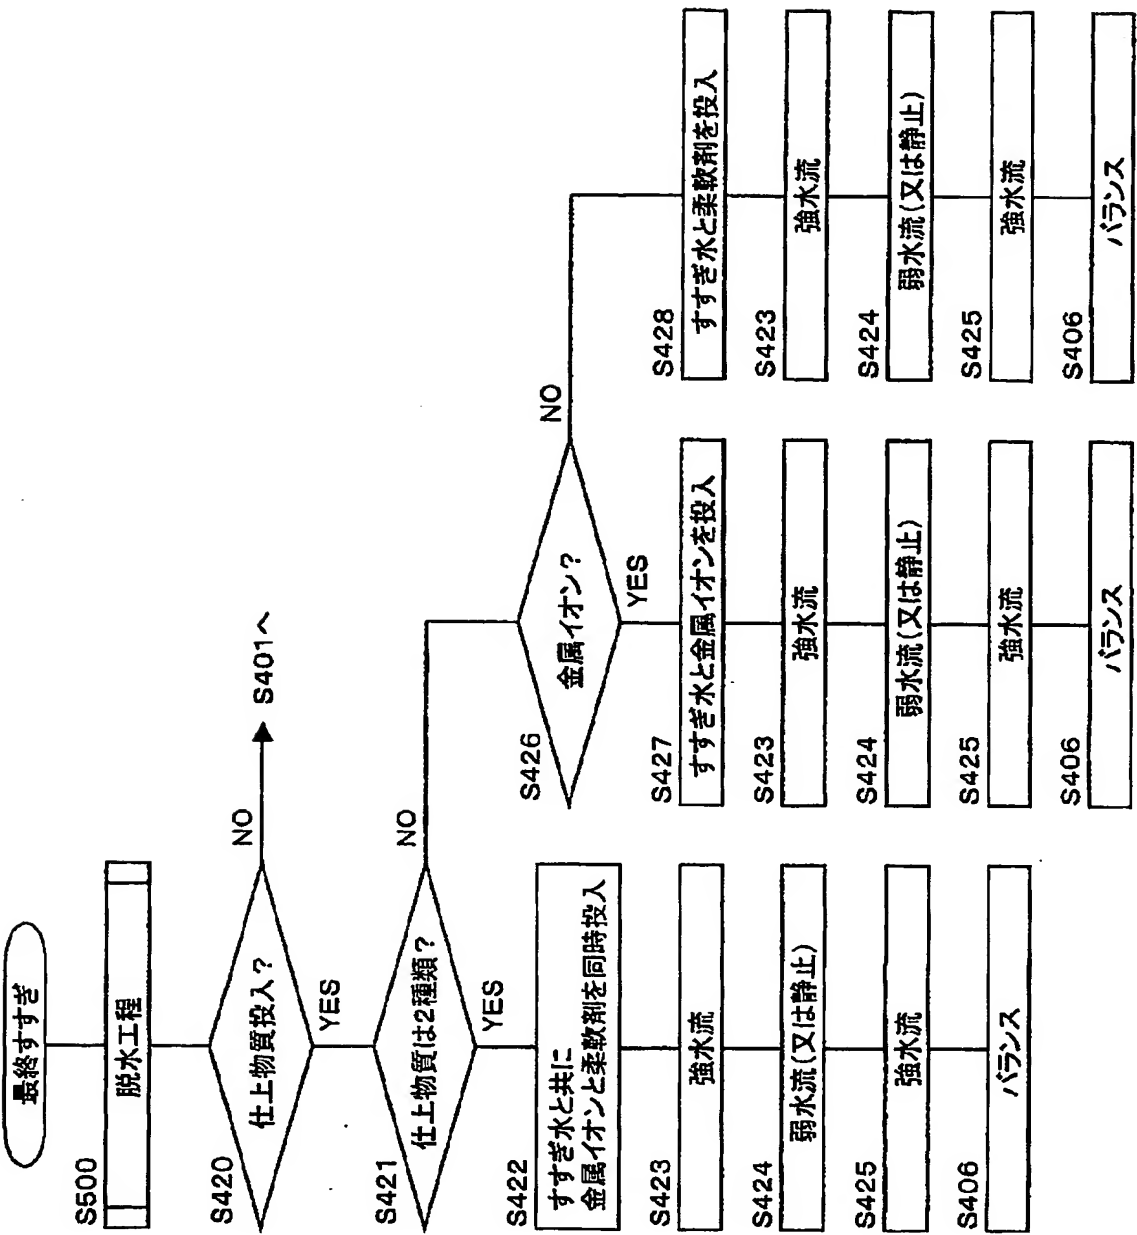 最終すすぎ
S500
脱水工程
S420
仕上物質投入?
NO
S401へ
YES
S421
仕上物質は2種類?
NO
YES
S422
すすぎ水と共に
金属イオンと柔軟剤を同時投入
S423
強水流
S424
弱水流(又は静止)
S425
強水流
S406
バランス
S426
金属イオン?
NO
YES
S427
すすぎ水と金属イオンを投入
S423
強水流
S424
弱水流(又は静止)
S425
強水流
S406
バランス
S428
すすぎ水と柔軟剤を投入
S423
強水流
S424
弱水流(又は静止)
S425
強水流
S406
バランス